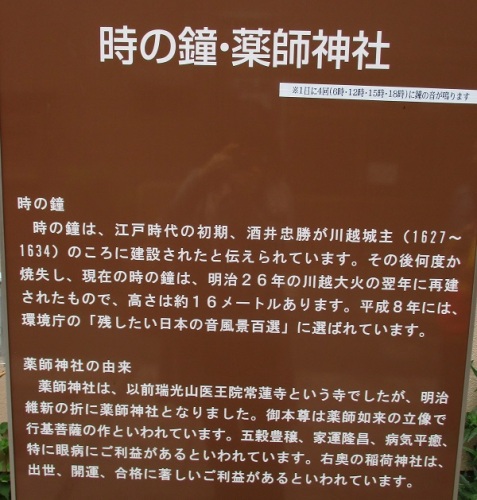 時の鐘・薬師神社
※1日に4回(6時・12時・15時・18時)に鐘の音が鳴ります
時の鐘
時の鐘は、江戸時代の初期、酒井忠勝が川越城主（1627～
1634）のころに建設されたと伝えられています。その後何度か
焼失し、現在の時の鐘は、明治２６年の川越大火の翌年に再建
されたもので、高さは約１６メートルあります。平成８年には、
環境庁の「残したい日本の音風景百選」に選ばれています。
薬師神社の由来
薬師神社は、以前瑞光山医王院常蓮寺という寺でしたが、明治
維新の折に薬師神社となりました。御本尊は薬師如来の立像で
行基菩薩の作といわれています。五穀豊穣、家運隆昌、病気平癒、
特に眼病にご利益があるといわれています。右奥の稲荷神社は、
出世、開運、合格に著しいご利益があるといわれています。